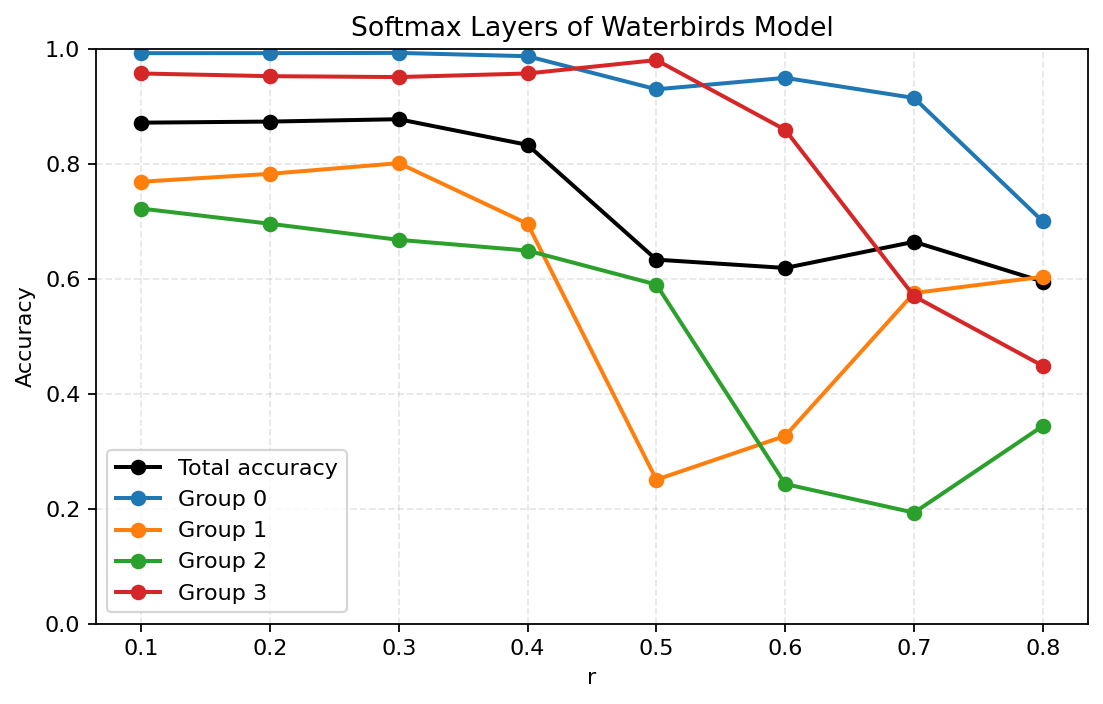 Softmax Layers of Waterbirds Model
1.0
0.8
0.6
0.4
0.2
0.0
Accuracy
Total accuracy
Group 0
Group 1
Group 2
Group 3
0.1 0.2 0.3 0.4 0.5 0.6 0.7 0.8
r